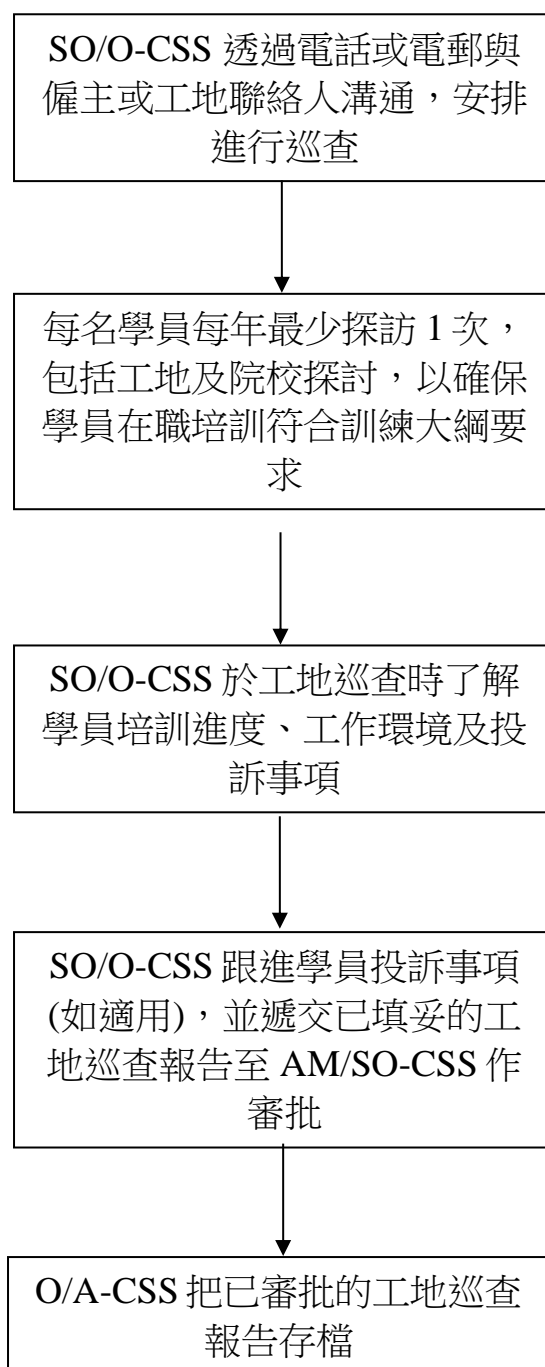 SO/O-CSS 透過電話或電郵與
僱主或工地聯絡人溝通，安排
進行巡查
每名學員每年最少探訪 1 次，
包括工地及院校探討，以確保
學員在職培訓符合訓練大綱要
求
SO/O-CSS 於工地巡查時了解
學員培訓進度、工作環境及投
訴事項
SO/O-CSS 跟進學員投訴事項
(如適用)，並遞交已填妥的工
地巡查報告至 AM/SO-CSS 作
審批
O/A-CSS 把已審批的工地巡查
報告存檔